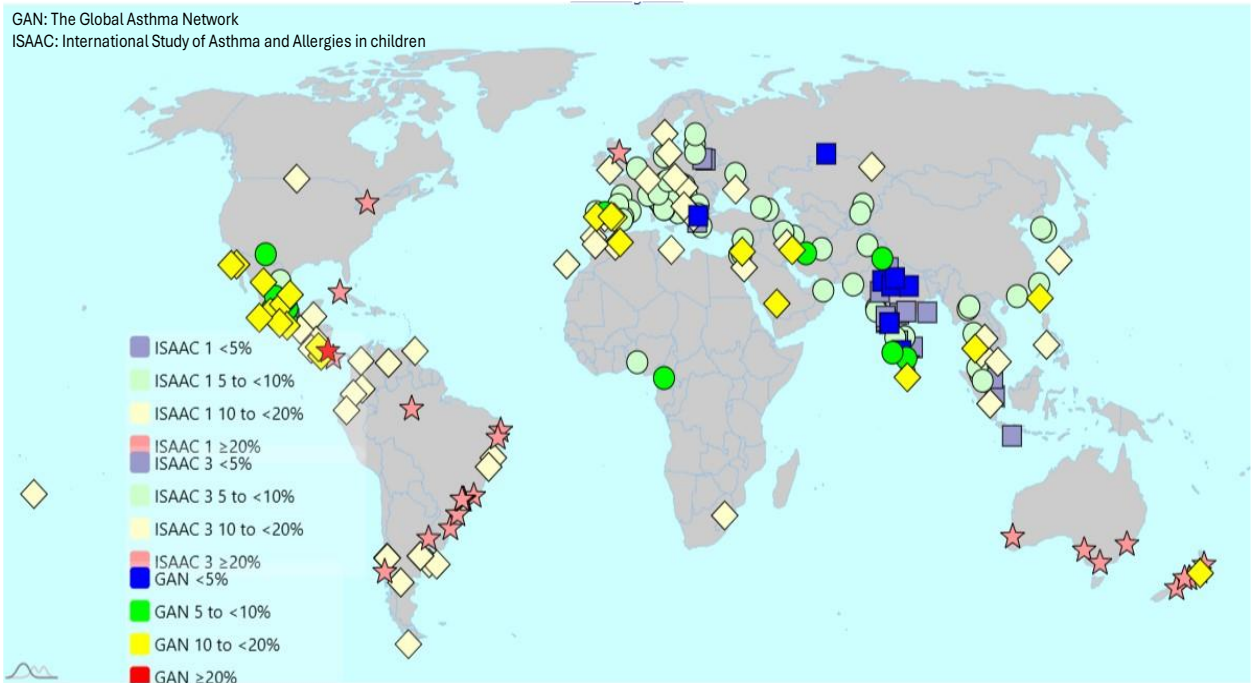 GAN: The Global Asthma Network
ISAAC: International Study of Asthma and Allergies in children
ISAAC 1 <5%
ISAAC 1 5 to <10%
ISAAC 1 10 to <20%
ISAAC 1 ≥20%
ISAAC 3 <5%
ISAAC 3 5 to <10%
ISAAC 3 10 to <20%
ISAAC 3 ≥20%
GAN <5%
GAN 5 to <10%
GAN 10 to <20%
GAN ≥20%